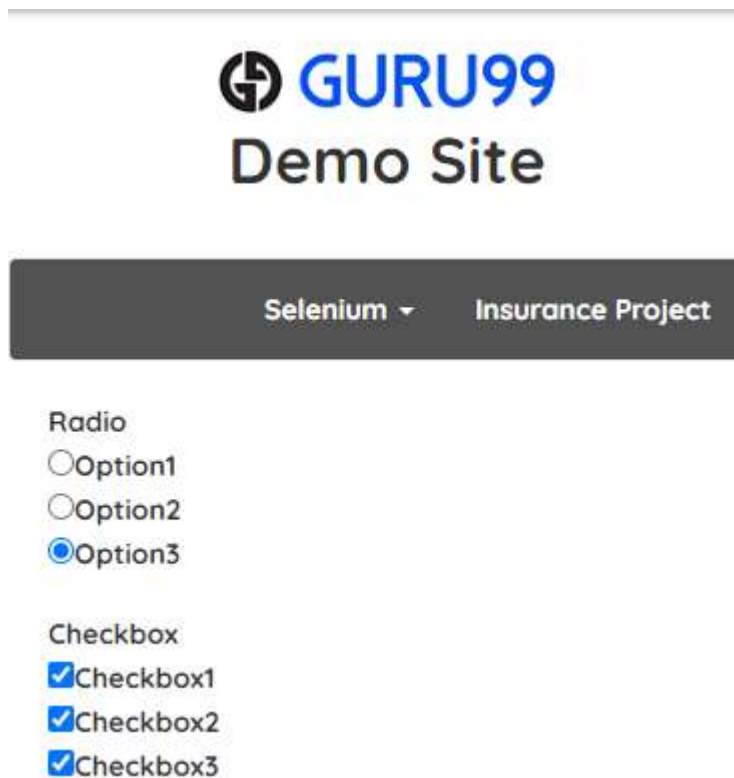 GURU99
Demo Site
Selenium Insurance Project
Radio
Option1
Option2
Option3
Checkbox
Checkbox1
Checkbox2
Checkbox3